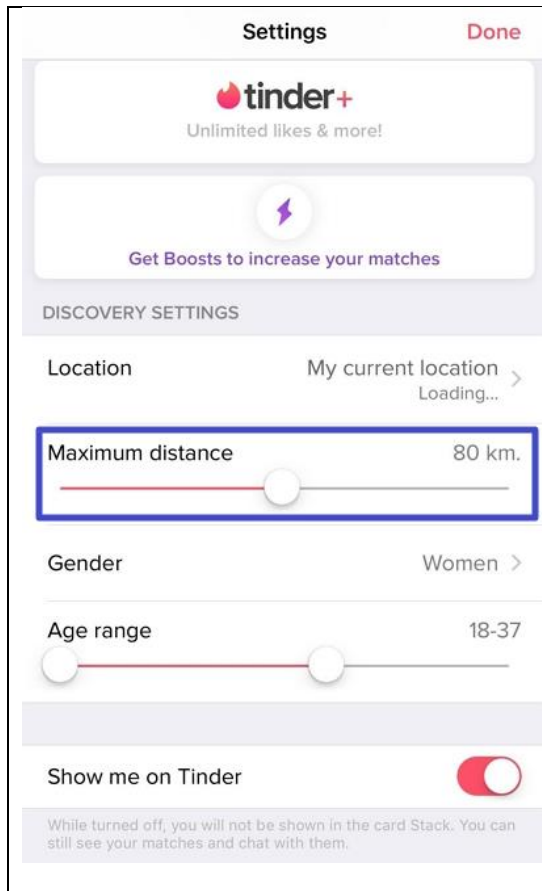 Settings
Done
tinder+
Unlimited likes & more!
Get Boosts to increase your matches
DISCOVERY SETTINGS
Location
My current location
Loading...
Maximum distance
80 km.
Gender
Women
Age range
18-37
Show me on Tinder
While turned off, you will not be shown in the card Stack. You can
still see your matches and chat with them.